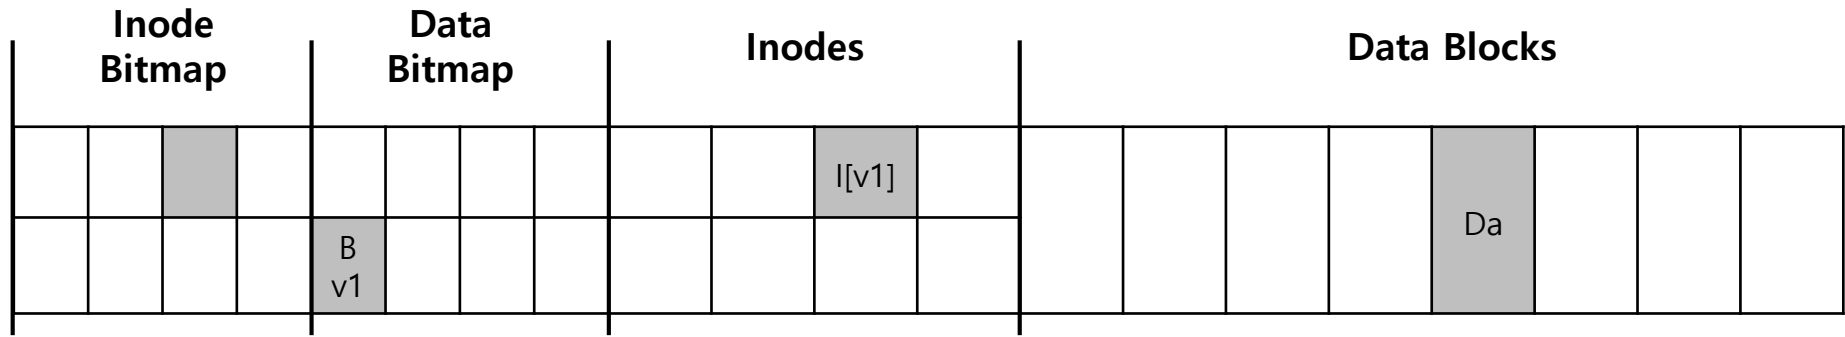 Inode
Bitmap
Data
Bitmap
Inodes
Data Blocks
I[v1]
B
v1
Da